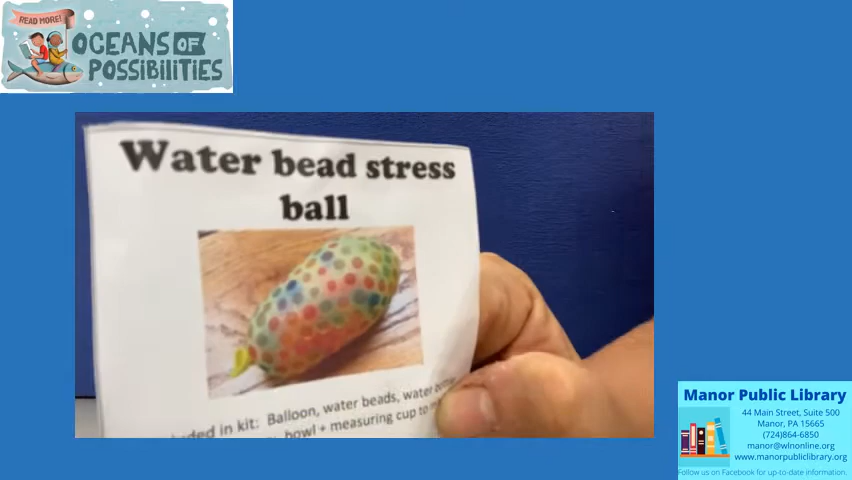 READ MORE!
OCEANS OF
POSSIBILITIES
Water bead stress
ball
in kit: Balloon, water beads, water
bowl + measuring cup to
Manor Public Library
44 Main Street, Suite 500
Manor, PA 15665
(724)864-6850
manor@wlnonline.org
www.manorpubliclibrary.org
Follow us on Facebook for up-to-date information.